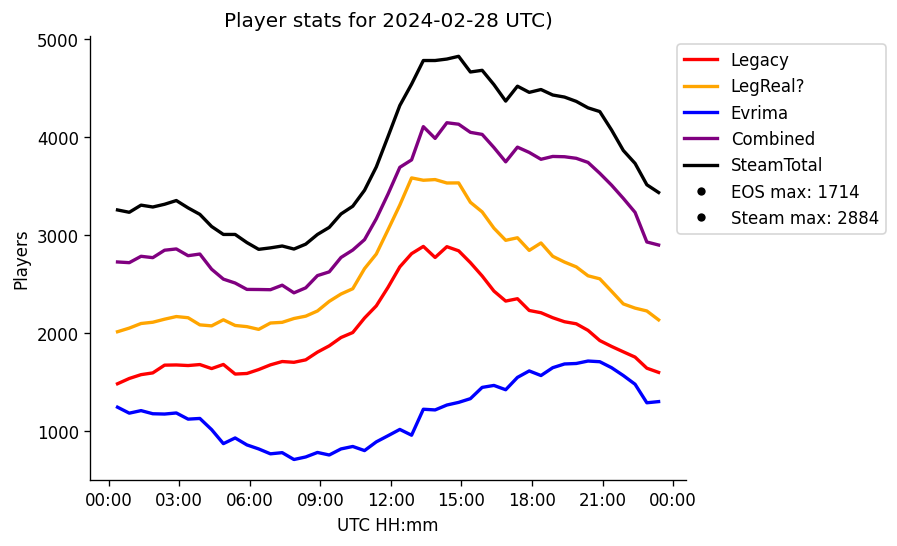 Player stats for 2024-02-28 UTC)
5000
4000
3000
2000
1000
Players
00:00 03:00 06:00 09:00 12:00 15:00 18:00 21:00 00:00
UTC HH:mm
Legacy
LegReal?
Evrima
Combined
SteamTotal
EOS max: 1714
Steam max: 2884